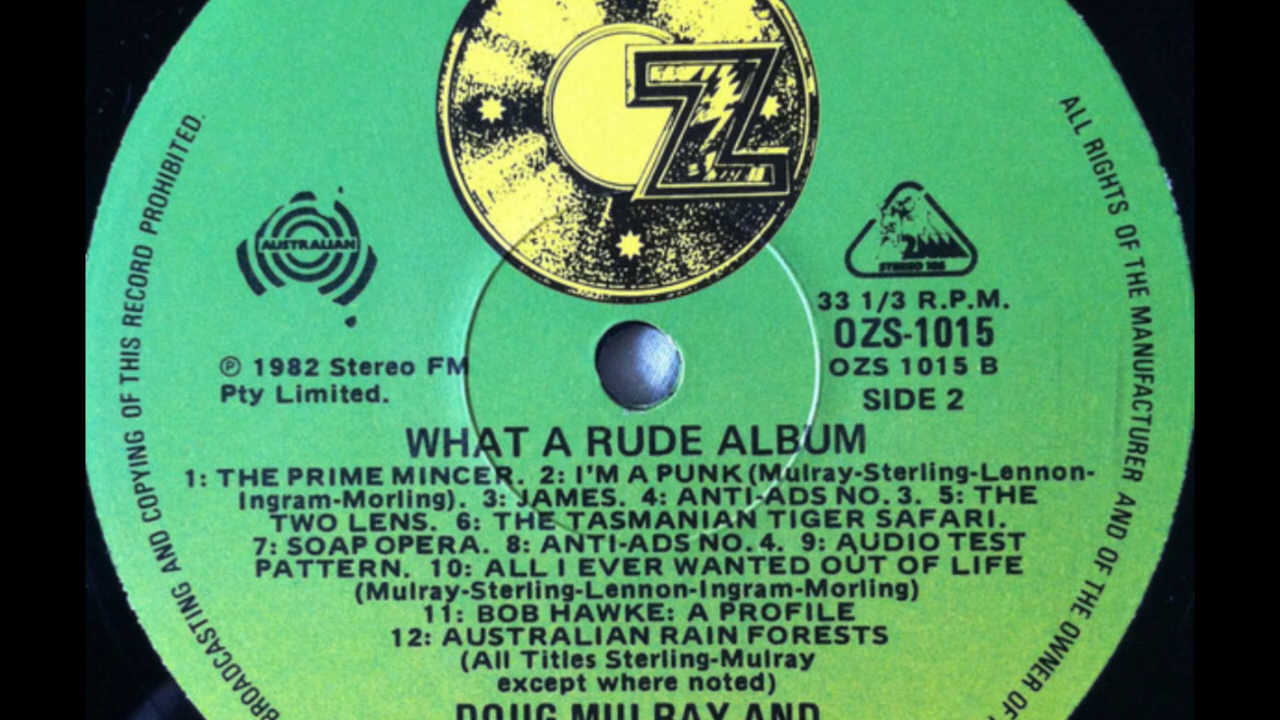 Z
AUSTRALIAN
STEREO 105
33 1/3 R.P.M.
OZS-1015
OZS 1015 B
SIDE 2
℗ 1982 Stereo FM
Pty Limited.
WHAT A RUDE ALBUM
1: THE PRIME MINCER. 2: I'M A PUNK (Mulray-Sterling-Lennon-
Ingram-Morling). 3: JAMES. 4: ANTI-ADS NO. 3. 5: THE
TWO LENS. 6: THE TASMANIAN TIGER SAFARI.
7: SOAP OPERA. 8: ANTI-ADS NO. 4. 9: AUDIO TEST
PATTERN. 10: ALL I EVER WANTED OUT OF LIFE
(Mulray-Sterling-Lennon-Ingram-Morling)
11: BOB HAWKE: A PROFILE
12: AUSTRALIAN RAIN FORESTS
(All Titles Sterling-Mulray
except where noted)
DOUG MULRAY AND
BROADCASTING AND COPYING OF THIS RECORD PROHIBITED.
ALL RIGHTS OF THE MANUFACTURER AND OF THE OWNER OF